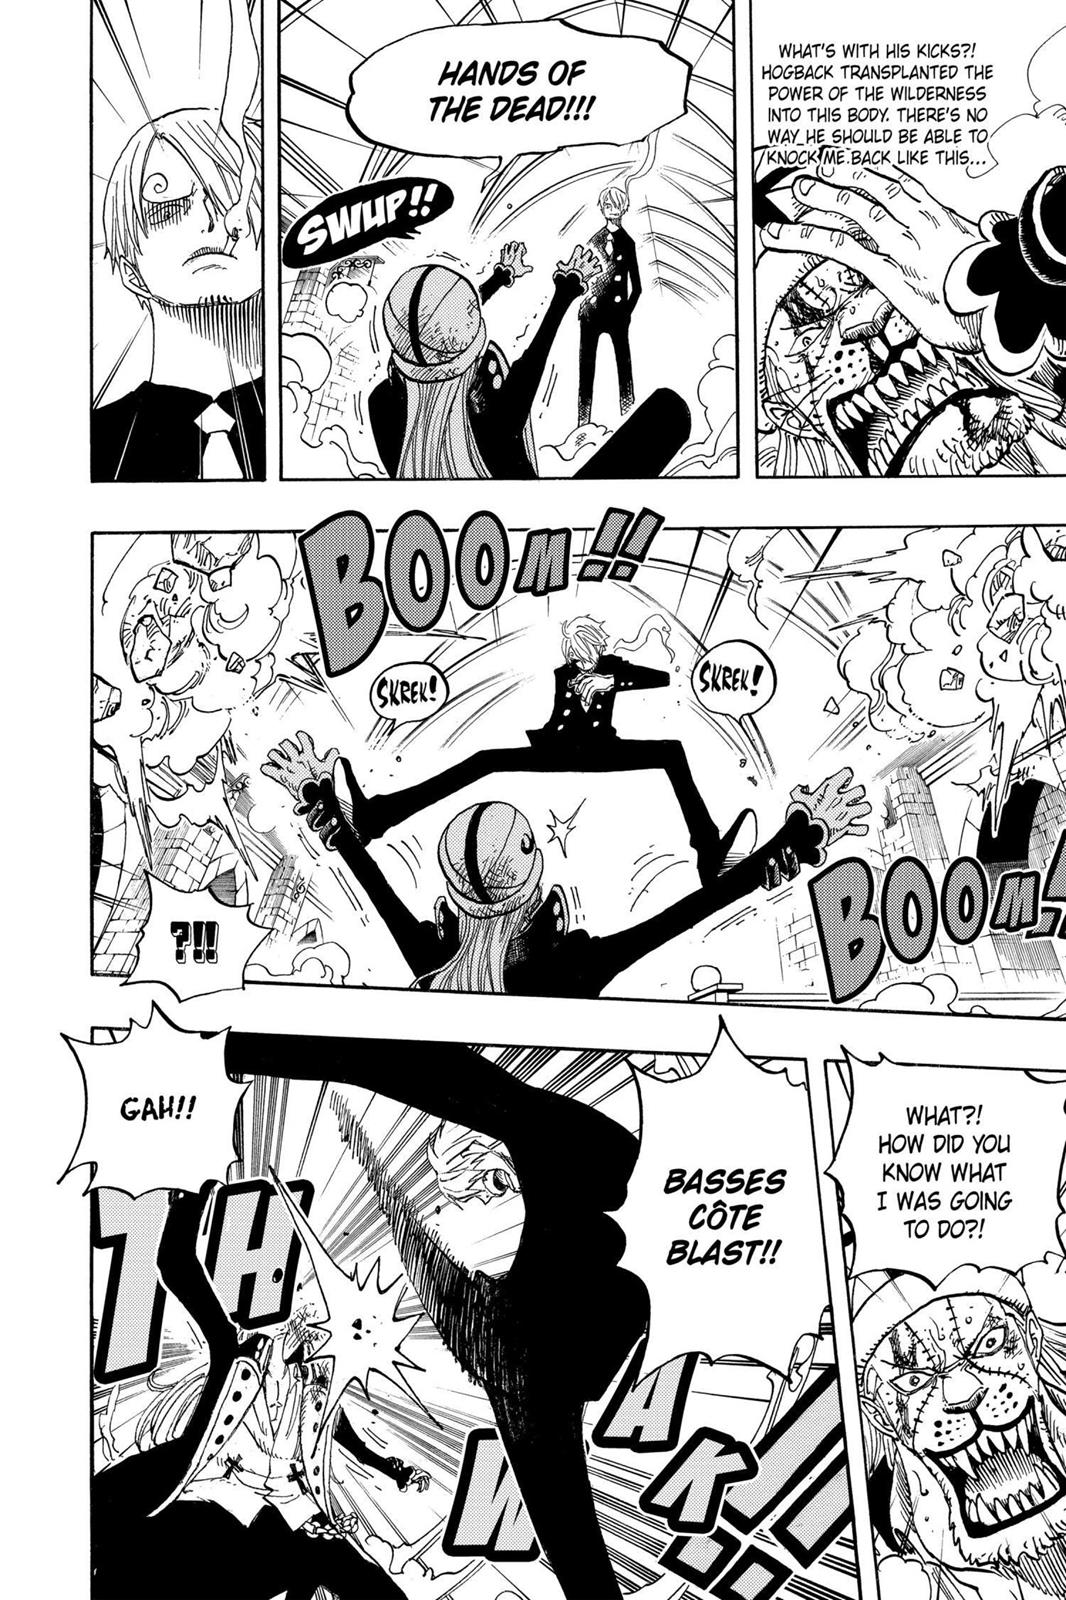 WHAT'S WITH HIS KICKS?!
HOGBACK TRANSPLANTED THE
POWER OF THE WILDERNESS
INTO THIS BODY. THERE'S NO
WAY HE SHOULD BE ABLE TO
KNOCK ME BACK LIKE THIS...
HANDS OF
THE DEAD!!!
SWUP!!
BOOM!!
SKREK!
SKREK!
BOOM!!
?!!
WHAT?!
HOW DID YOU
KNOW WHAT
I WAS GOING
TO DO?!
BASSES
CÔTE
BLAST!!
GAH!!
THWAK!!